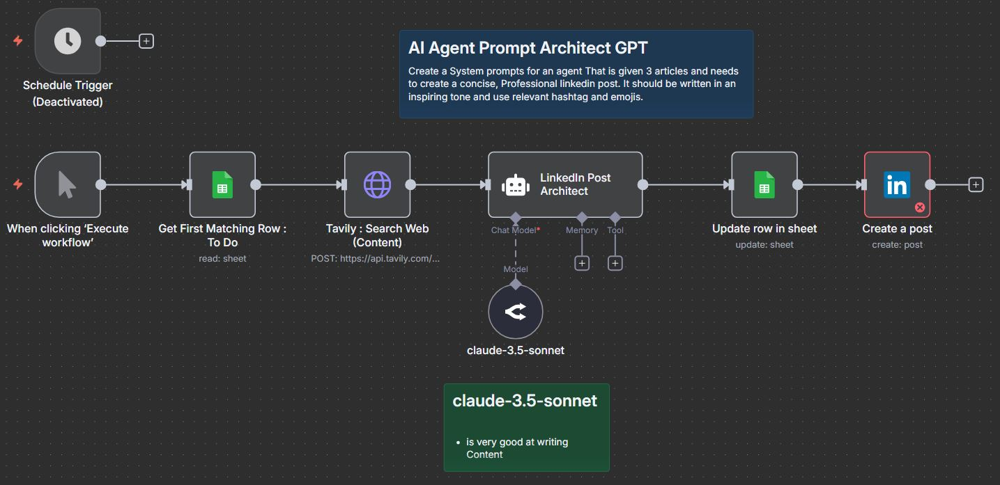 AI Agent Prompt Architect GPT
Create a System prompts for an agent That is given 3 articles and needs
to create a concise, Professional linkedin post. It should be written in an
inspiring tone and use relevant hashtag and emojis.
Schedule Trigger
(Deactivated)
LinkedIn Post
Architect
in
When clicking ‘Execute
workflow’
Get First Matching Row :
To Do
read: sheet
Tavily : Search Web
(Content)
POST: https://api.tavily.com/...
Chat Model*
Memory
Tool
Update row in sheet
update: sheet
Create a post
create: post
Model
claude-3.5-sonnet
claude-3.5-sonnet
• is very good at writing
Content